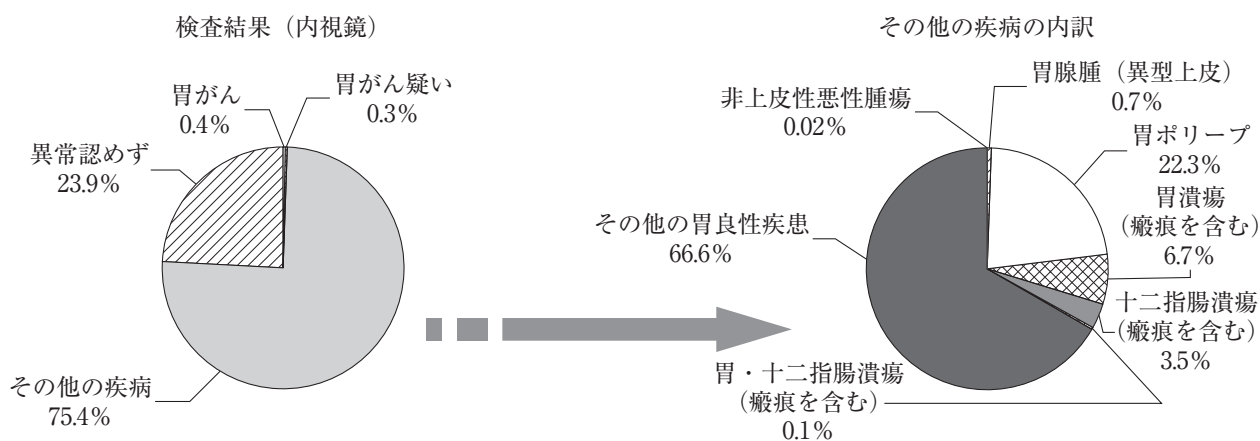 検査結果（内視鏡）
胃がん
0.4%
胃がん疑い
0.3%
異常認めず
23.9%
その他の疾病
75.4%
その他の疾病の内訳
非上皮性悪性腫瘍
0.02%
胃腺腫（異型上皮）
0.7%
胃ポリープ
22.3%
胃潰瘍
（瘢痕を含む）
6.7%
十二指腸潰瘍
（瘢痕を含む）
3.5%
胃・十二指腸潰瘍
（瘢痕を含む）
0.1%
その他の胃良性疾患
66.6%